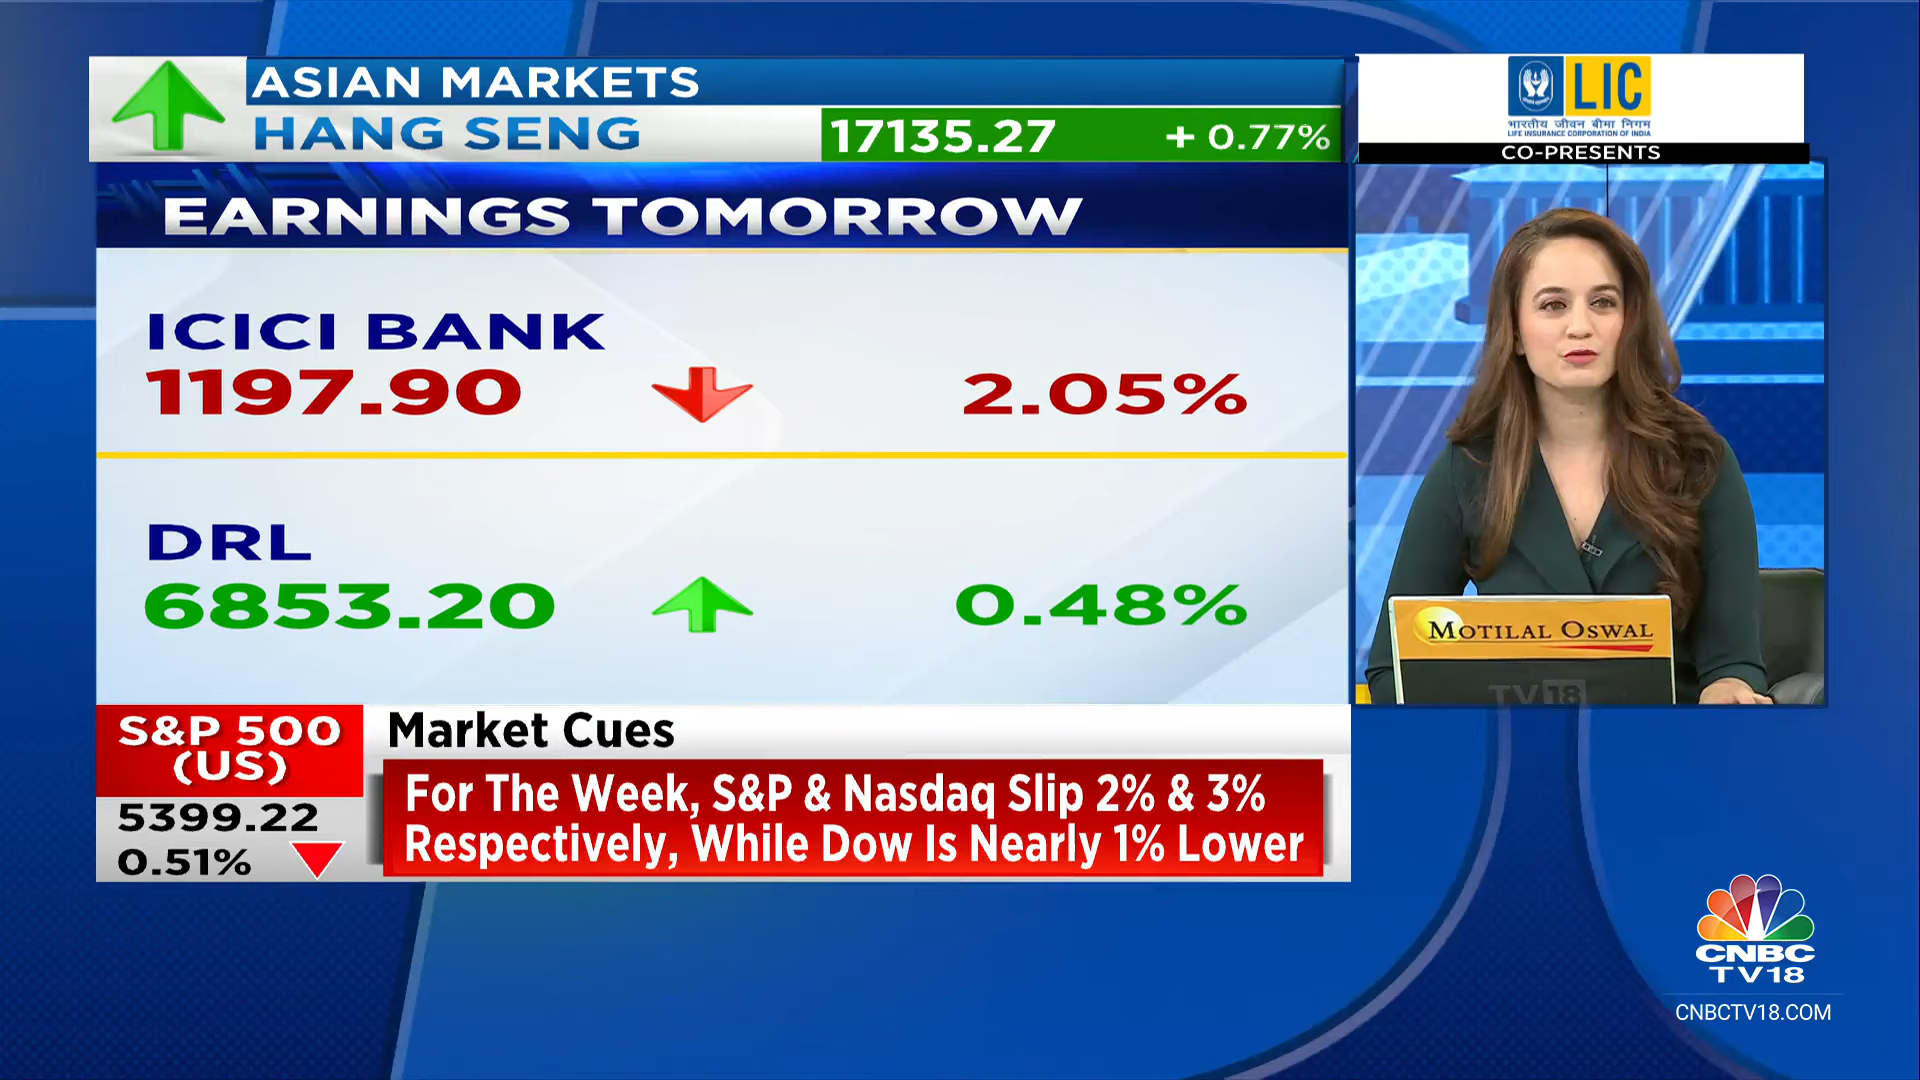 ASIAN MARKETS
HANG SENG
17135.27 + 0.77%
LIC
भारतीय जीवन बीमा निगम
LIFE INSURANCE CORPORATION OF INDIA
CO-PRESENTS
EARNINGS TOMORROW
ICICI BANK
1197.90 2.05%
DRL
6853.20 0.48%
MOTILAL OSWAL
TV18
S&P 500
(US)
5399.22
0.51%
Market Cues
For The Week, S&P & Nasdaq Slip 2% & 3%
Respectively, While Dow Is Nearly 1% Lower
CNBC
TV18
CNBCTV18.COM